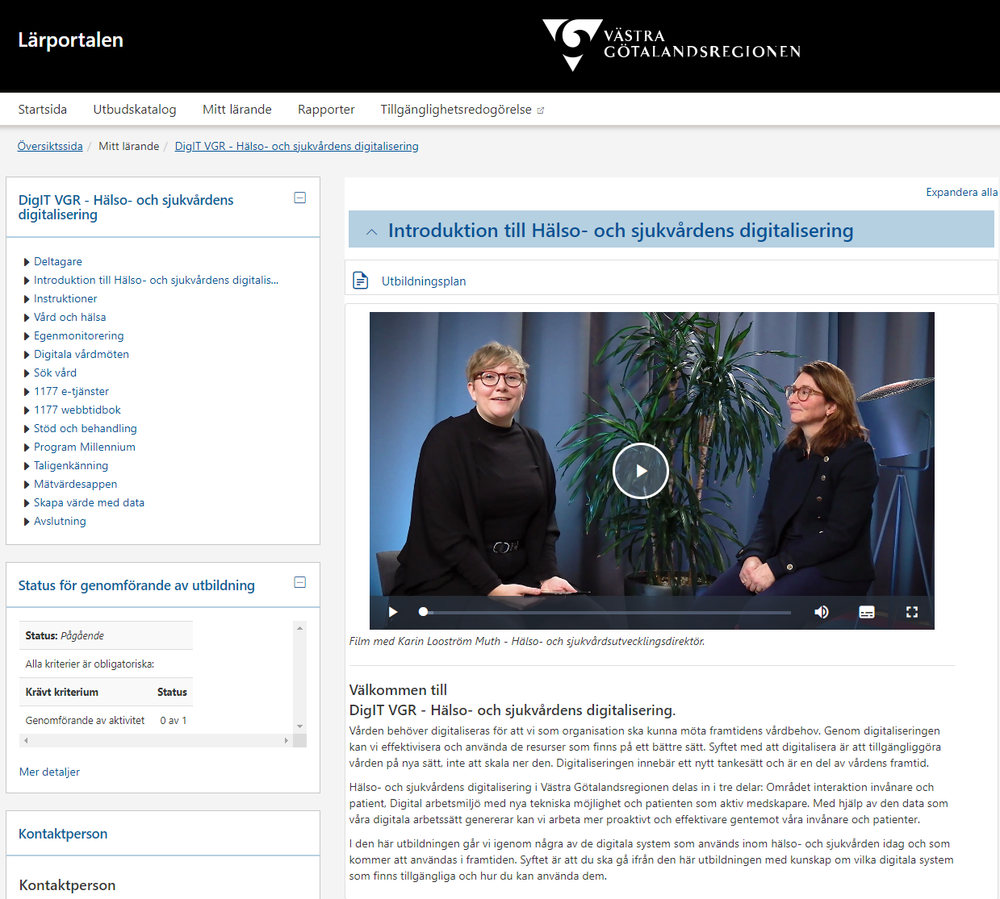 Lärportalen
VÄSTRA
GÖTALANDSREGIONEN
Startsida
Utbudskatalog
Mitt lärande
Rapporter
Tillgänglighetsredogörelse
Översiktssida / Mitt lärande / DigIT VGR - Hälso- och sjukvårdens digitalisering
DigIT VGR - Hälso- och sjukvårdens
digitalisering
Deltagare
Introduktion till Hälso- och sjukvårdens digitalis...
Instruktioner
Vård och hälsa
Egenmonitorering
Digitala vårdmöten
Sök vård
1177 e-tjänster
1177 webbtidbok
Stöd och behandling
Program Millennium
Taligenkänning
Mätvärdesappen
Skapa värde med data
Avslutning
Status för genomförande av utbildning
Status: Pågående
Alla kriterier är obligatoriska:
Krävt kriterium Status
Genomförande av aktivitet 0 av 1
Mer detaljer
Kontaktperson
Kontaktperson
Expandera alla
Introduktion till Hälso- och sjukvårdens digitalisering
Utbildningsplan
Film med Karin Looström Muth - Hälso- och sjukvårdsutvecklingsdirektör.
Välkommen till
DigIT VGR - Hälso- och sjukvårdens digitalisering.
Vården behöver digitaliseras för att vi som organisation ska kunna möta framtidens vårdbehov. Genom digitaliseringen
kan vi effektivisera och använda de resurser som finns på ett bättre sätt. Syftet med att digitalisera är att tillgängliggöra
vården på nya sätt, inte att skala ner den. Digitaliseringen innebär ett nytt tankesätt och är en del av vårdens framtid.
Hälso- och sjukvårdens digitalisering i Västra Götalandsregionen delas in i tre delar: Området interaktion invånare och
patient, Digital arbetsmiljö med nya tekniska möjlighet och patienten som aktiv medskapare. Med hjälp av den data som
våra digitala arbetssätt genererar kan vi arbeta mer proaktivt och effektivare gentemot våra invånare och patienter.
I den här utbildningen går vi igenom några av de digitala system som används inom hälso- och sjukvården idag och som
kommer att användas i framtiden. Syftet är att du ska gå ifrån den här utbildningen med kunskap om vilka digitala system
som finns tillgängliga och hur du kan använda dem.